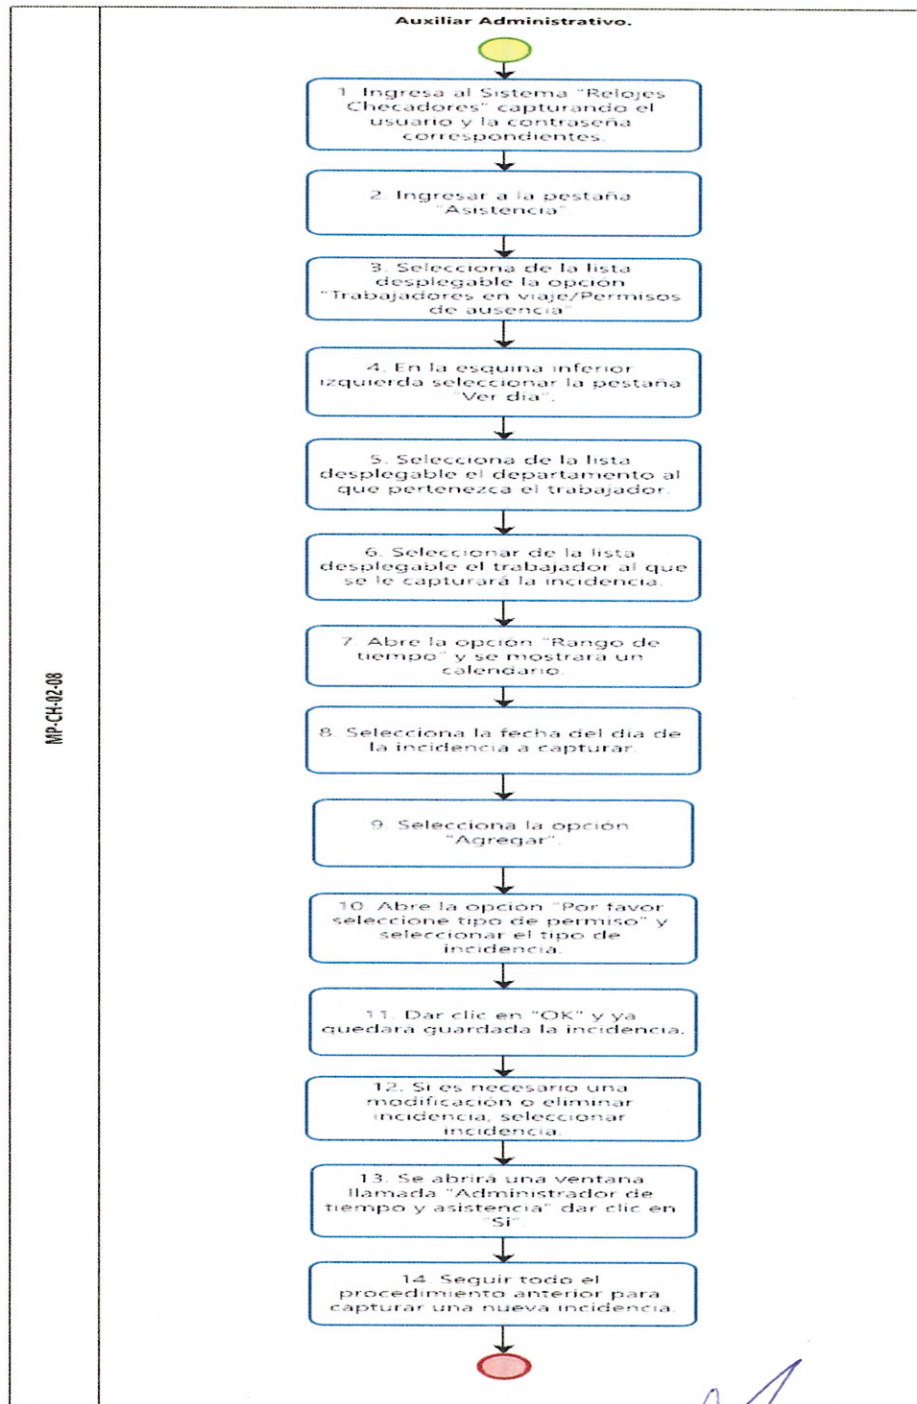 Auxiliar Administrativo.
1. Ingresa al Sistema "Relojes
Checadores" capturando el
usuario y la contraseña
correspondientes.
2. Ingresar a la pestaña
"Asistencia".
3. Selecciona de la lista
desplegable la opción
"Trabajadores en viaje/Permisos
de ausencia".
4. En la esquina inferior
izquierda seleccionar la pestaña
"Ver día".
5. Selecciona de la lista
desplegable el departamento al
que pertenezca el trabajador.
6. Seleccionar de la lista
desplegable el trabajador al que
se le capturará la incidencia.
7. Abre la opción "Rango de
tiempo" y se mostrara un
calendario.
8. Selecciona la fecha del día de
la incidencia a capturar.
9. Selecciona la opción
"Agregar".
10. Abre la opción "Por favor
seleccione tipo de permiso" y
seleccionar el tipo de
incidencia.
11. Dar clic en "OK" y ya
quedara guardada la incidencia.
12. Si es necesario una
modificación o eliminar
incidencia, seleccionar
incidencia.
13. Se abrirá una ventana
llamada "Administrador de
tiempo y asistencia" dar clic en
"Si".
14. Seguir todo el
procedimiento anterior para
capturar una nueva incidencia.
MP-CH-02-08